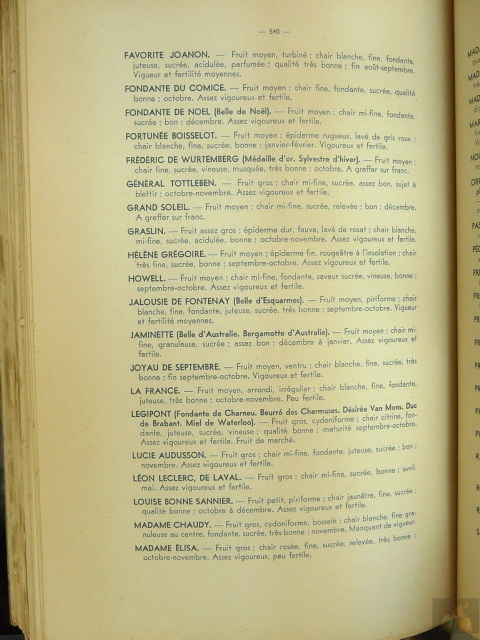 — 540 —
FAVORITE JOANON. — Fruit moyen, turbiné ; chair blanche, fine, fondante,
juteuse, sucrée, acidulée, parfumée ; qualité très bonne ; fin août-septembre.
Vigueur et fertilité moyennes.
FONDANTE DU COMICE. — Fruit moyen ; chair fine, fondante, sucrée, qualité
bonne ; octobre. Assez vigoureux et fertile.
FONDANTE DE NOEL (Belle de Noël). — Fruit moyen ; chair mi-fine, fondante,
sucrée ; bon ; décembre. Assez vigoureux et fertile.
FORTUNÉE BOISSELOT. — Fruit moyen ; épiderme rugueux, lavé de gris roux ;
chair blanche, fine, sucrée, bonne ; janvier-février. Vigoureux et fertile.
FRÉDÉRIC DE WURTEMBERG (Médaille d'or. Sylvestre d'hiver). — Fruit moyen ;
chair fine, sucrée, vineuse, musquée, très bonne ; octobre. A greffer sur franc.
GÉNÉRAL TOTTLEBEN. — Fruit gros ; chair mi-fine, sucrée, assez bon, sujet à
blettir ; octobre-novembre. Assez vigoureux et fertile.
GRAND SOLEIL. — Fruit moyen ; chair mi-fine, sucrée, relevée ; bon ; décembre.
A greffer sur franc.
GRASLIN. — Fruit assez gros ; épiderme dur, fauve, lavé de rosat ; chair blanche,
mi-fine, sucrée, acidulée, bonne ; octobre-novembre. Assez vigoureux et fertile.
HÉLÈNE GRÉGOIRE. — Fruit moyen ; épiderme fin, rougeâtre à l'insolation ; chair
très fine, sucrée, bonne ; septembre-octobre. Assez vigoureux et fertile.
HOWELL. — Fruit moyen ; chair mi-fine, fondante, saveur sucrée, vineuse, bonne ;
septembre-octobre. Assez vigoureux et fertile.
JALOUSIE DE FONTENAY (Belle d'Esquarmes). — Fruit moyen, piriforme ; chair
blanche, fine, fondante, juteuse, sucrée, très bonne ; septembre-octobre. Vigueur
et fertilité moyennes.
JAMINETTE (Belle d'Australie. Bergamotte d'Australie). — Fruit moyen ; chair mi-
fine, granuleuse, sucrée ; assez bon ; décembre à janvier. Assez vigoureux et
fertile.
JOYAU DE SEPTEMBRE. — Fruit moyen, ventru ; chair blanche, fine, sucrée, très
bonne ; fin septembre-octobre. Vigoureux et fertile.
LA FRANCE. — Fruit moyen, arrondi, irrégulier ; chair blanche, fine, fondante,
juteuse, très bonne ; octobre-novembre. Peu fertile.
LEGIPONT (Fondante de Charneu. Beurré des Charmuses. Désirée Van Mons. Duc
de Brabant. Miel de Waterloo). — Fruit gros, cydoniforme ; chair citrine, fon-
dante, juteuse, sucrée, vineuse ; qualité bonne ; maturité septembre-octobre.
Assez vigoureux et fertile. Fruit de marché.
LUCIE AUDUSSON. — Fruit gros ; chair mi-fine, fondante, juteuse, sucrée ; bon ;
novembre. Assez vigoureux et fertile.
LÉON LECLERC, DE LAVAL. — Fruit gros ; chair mi-fine, sucrée, bonne ; avril-
mai. Assez vigoureux et fertile.
LOUISE BONNE SANNIER. — Fruit petit, piriforme ; chair jaunâtre, fine, sucrée ;
qualité bonne ; octobre à décembre. Assez vigoureux et fertile.
MADAME CHAUDY. — Fruit gros, cydoniforme, bosselé ; chair blanche, fine gra-
nuleuse au centre, fondante, sucrée, très bonne ; novembre. Manquant de vigueur.
MADAME ÉLISA. — Fruit gros ; chair rosée, fine, sucrée, relevée, très bonne ;
octobre-novembre. Assez vigoureux, peu fertile.